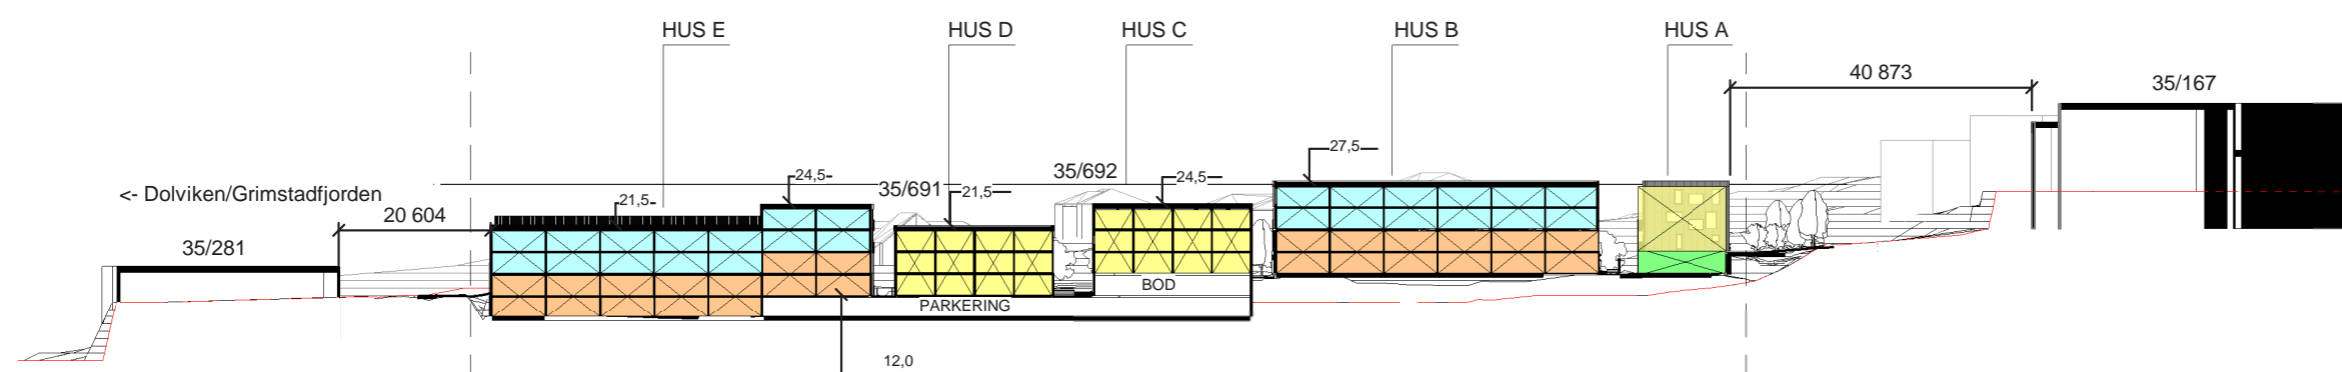 HUS E
HUS D
HUS C
HUS B
HUS A
40 873
35/167
27,5
35/692
24,5
24,5
35/691
21,5
<- Dolviken/Grimstadfjorden
21,5
20 604
35/281
BOD
PARKERING
12,0